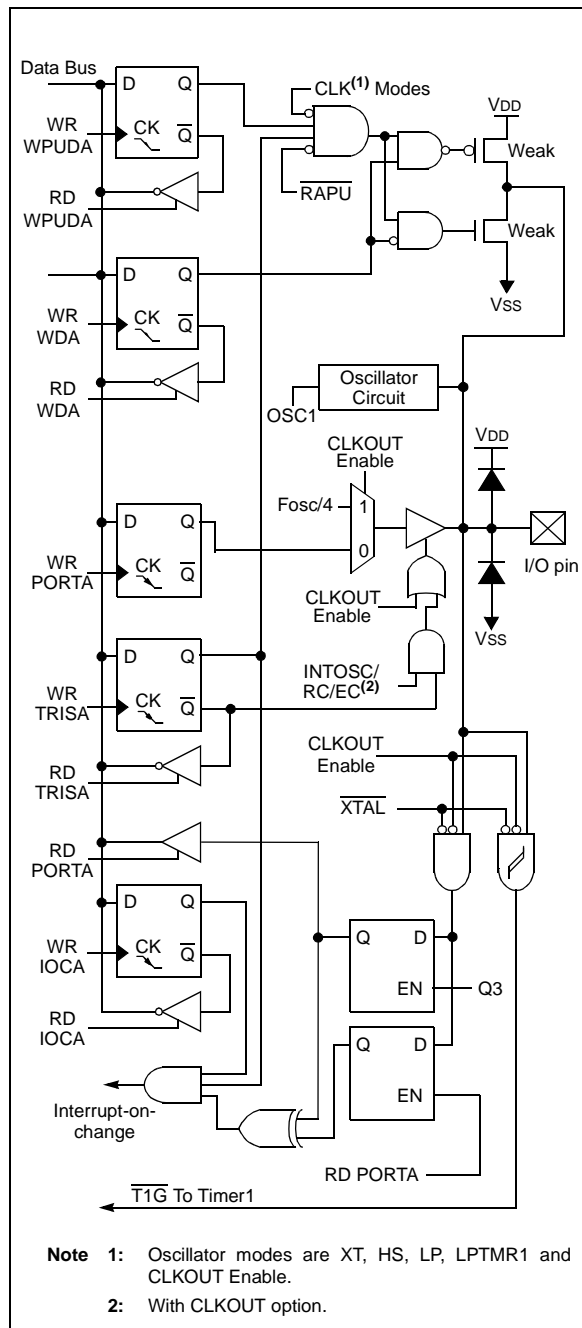 Data Bus
D Q
CLK(1) Modes
VDD
WR
WPUDA
CK
Q
Weak
RAPU
RD
WPUDA
Weak
D Q
VSS
WR
WDA
CK
Q
RD
WDA
Oscillator
Circuit
OSC1
CLKOUT
Enable
VDD
Fosc/4
1
0
D Q
I/O pin
WR
PORTA
CK
Q
CLKOUT
Enable
VSS
D Q
INTOSC/
RC/EC(2)
WR
TRISA
CK
Q
CLKOUT
Enable
RD
TRISA
XTAL
RD
PORTA
D Q
WR
IOCA
CK
Q
Q D
EN
Q3
RD
IOCA
Q D
EN
Interrupt-on-
change
RD PORTA
T1G To Timer1
Note 1: Oscillator modes are XT, HS, LP, LPTMR1 and
CLKOUT Enable.
2: With CLKOUT option.